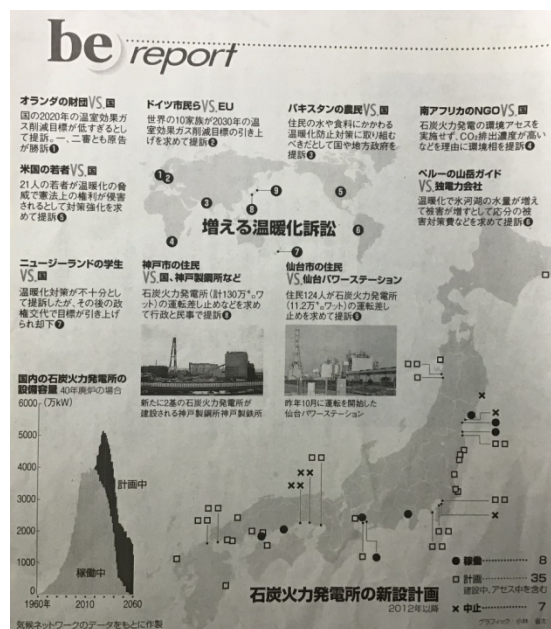 be report
オランダの財団VS.国
国の2020年の温室効果ガ
ス削減目標が低すぎるとし
て提訴。一、二審とも原告
が勝訴❶
ドイツ市民らVS.EU
世界の10家族が2030年の温
室効果ガス削減目標の引き上
げを求めて提訴❷
パキスタンの農民VS.国
住民の水や食料にかかわる
温暖化防止対策に取り組む
べきだとして国や地方政府を
提訴❸
南アフリカのNGOVS.国
石炭火力発電の環境アセスを
実施せず、CO₂排出濃度が高い
などを理由に環境相を提訴❹
米国の若者VS.国
21人の若者が温暖化の脅
威で憲法上の権利が侵害
されるとして対策強化を求
めて提訴❺
ペルーの山岳ガイド
VS.独電力会社
温暖化で氷河湖の水量が増え
て被害が増すとして応分の被
害対策費などを求めて提訴❻
❶❷
❸
❹
❺
❻
❼
❽
❾
増える温暖化訴訟
ニュージーランドの学生
VS.国
温暖化対策が不十分とし
て提訴したが、その後の政
権交代で目標が引き上げ
られ却下❼
神戸市の住民
VS.国、神戸製鋼所など
石炭火力発電所(計130万㌔ワ
ット)の運転差し止めなどを求め
て行政と民事で提訴❽
仙台市の住民
VS.仙台パワーステーション
住民124人が石炭火力発電所
(11.2万㌔ワット)の運転差し
止めを求めて提訴❾
新たに2基の石炭火力発電所が
建設される神戸製鋼所神戸製鉄所
昨年10月に運転を開始した
仙台パワーステーション
国内の石炭火力発電所の
設備容量 40年廃炉の場合
6000 (万kW)
5000
4000
3000
2000
1000
0
計画中
稼働中
1960年 2010 2060
気候ネットワークのデータをもとに作製
石炭火力発電所の新設計画
2012年以降
● 稼働 8
□ 計画 35
建設中、アセス中を含む
× 中止 7